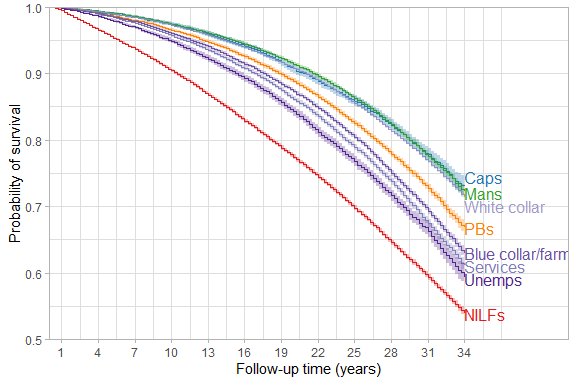 1.0
0.9
0.8
0.7
0.6
0.5
Probability of survival
Caps
Mans
White collar
PBs
Blue collar/farm
Services
Unemps
NILFs
1 4 7 10 13 16 19 22 25 28 31 34
Follow-up time (years)